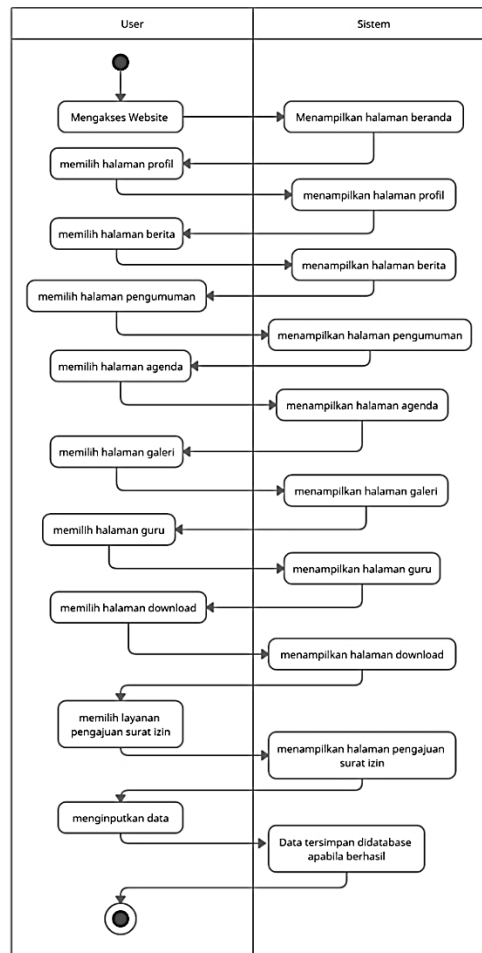 User
Sistem
Mengakses Website
Menampilkan halaman beranda
memilih halaman profil
menampilkan halaman profil
memilih halaman berita
menampilkan halaman berita
memilih halaman pengumuman
menampilkan halaman pengumuman
memilih halaman agenda
menampilkan halaman agenda
memilih halaman galeri
menampilkan halaman galeri
memilih halaman guru
menampilkan halaman guru
memilih halaman download
menampilkan halaman download
memilih layanan
pengajuan surat izin
menampilkan halaman pengajuan
surat izin
menginputkan data
Data tersimpan didatabase
apabila berhasil